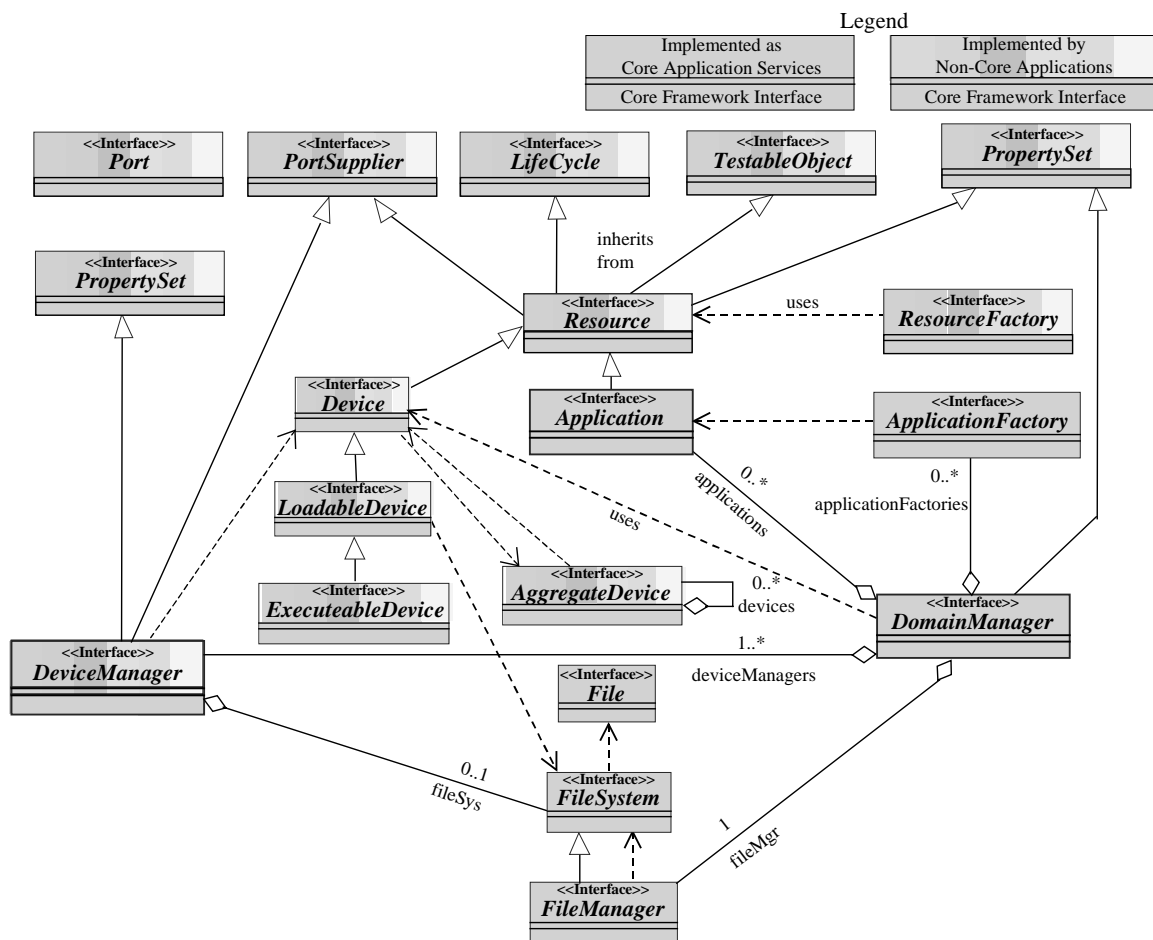 Legend
Implemented as
Core Application Services
Core Framework Interface
Implemented by
Non-Core Applications
Core Framework Interface
<<Interface>>
Port
<<Interface>>
PortSupplier
<<Interface>>
LifeCycle
<<Interface>>
TestableObject
<<Interface>>
PropertySet
inherits
from
<<Interface>>
PropertySet
<<Interface>>
Resource
uses
<<Interface>>
ResourceFactory
<<Interface>>
Device
<<Interface>>
Application
<<Interface>>
ApplicationFactory
0..*
applications
0..*
applicationFactories
<<Interface>>
LoadableDevice
uses
<<Interface>>
ExecuteableDevice
<<Interface>>
AggregateDevice
0..*
devices
<<Interface>>
DomainManager
<<Interface>>
DeviceManager
1..*
deviceManagers
<<Interface>>
File
0..1
fileSys
<<Interface>>
FileSystem
1
fileMgr
<<Interface>>
FileManager